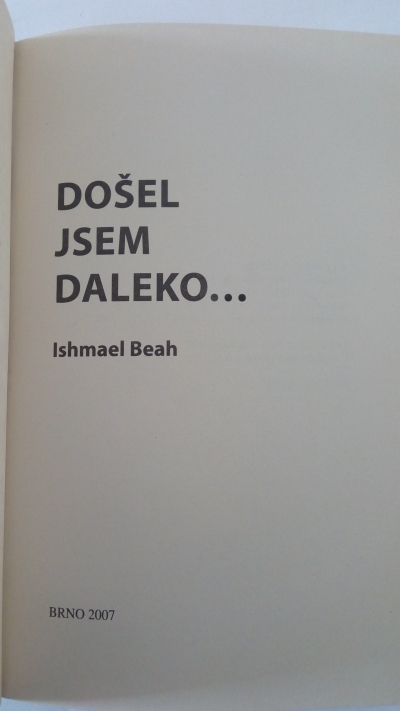 DOŠEL
JSEM
DALEKO...
Ishmael Beah
BRNO 2007